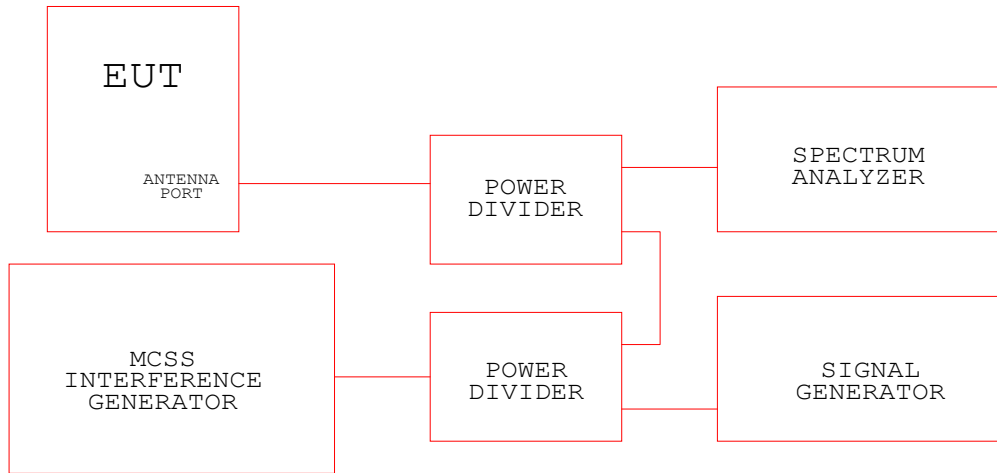 EUT
ANTENNA
PORT
POWER
DIVIDER
SPECTRUM
ANALYZER
MCSS
INTERFERENCE
GENERATOR
POWER
DIVIDER
SIGNAL
GENERATOR